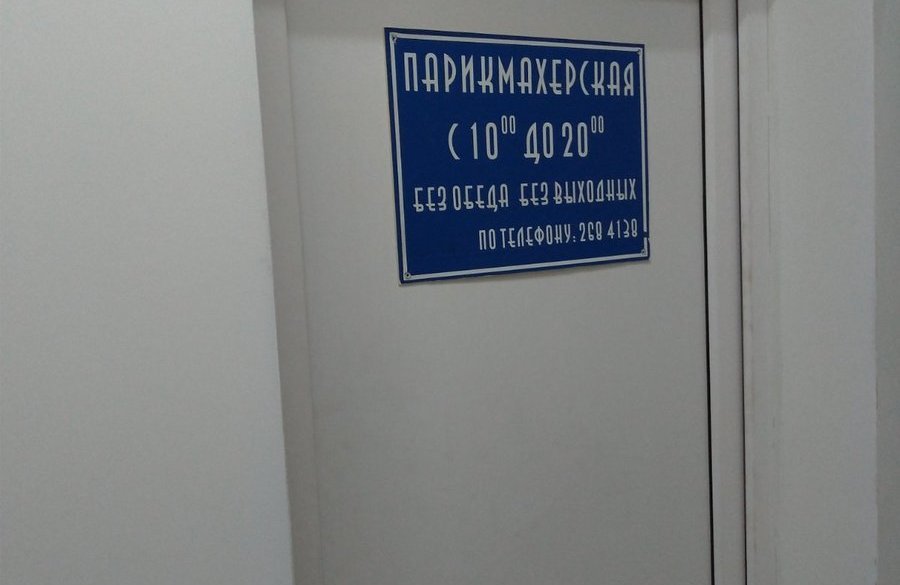 ПАРИКМАХЕРСКАЯ
С 10⁰⁰ ДО 20⁰⁰
БЕЗ ОБЕДА БЕЗ ВЫХОДНЫХ
ПО ТЕЛЕФОНУ: 268 4138